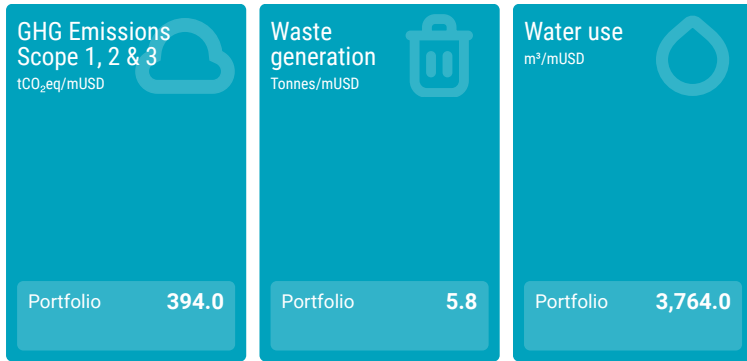 GHG Emissions
Scope 1, 2 & 3
tCO₂eq/mUSD
Portfolio 394.0
Waste
generation
Tonnes/mUSD
Portfolio 5.8
Water use
m³/mUSD
Portfolio 3,764.0